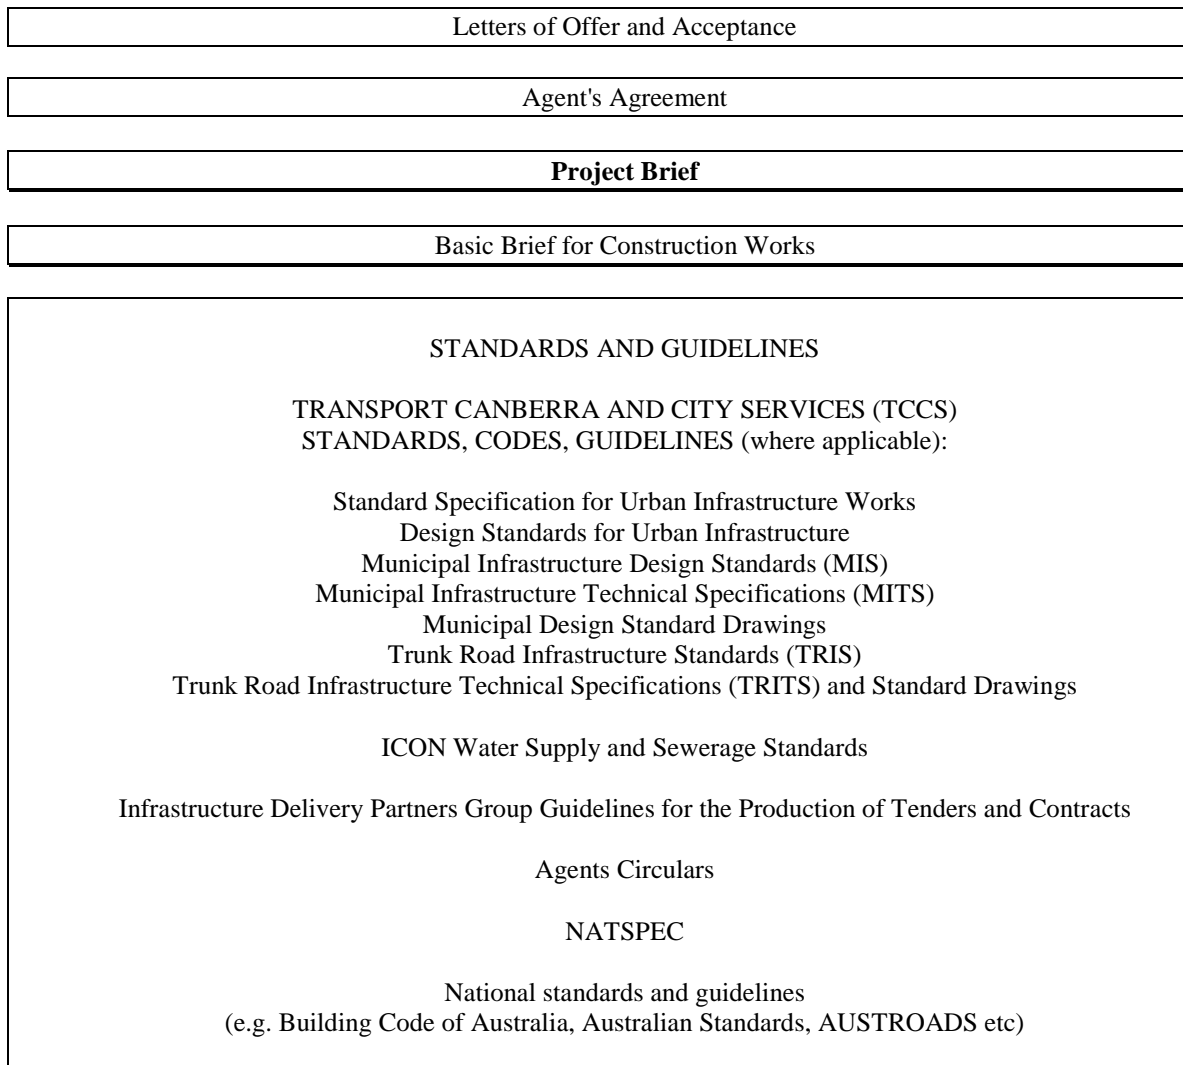 Letters of Offer and Acceptance
Agent's Agreement
Project Brief
Basic Brief for Construction Works
STANDARDS AND GUIDELINES
TRANSPORT CANBERRA AND CITY SERVICES (TCCS)
STANDARDS, CODES, GUIDELINES (where applicable):
Standard Specification for Urban Infrastructure Works
Design Standards for Urban Infrastructure
Municipal Infrastructure Design Standards (MIS)
Municipal Infrastructure Technical Specifications (MITS)
Municipal Design Standard Drawings
Trunk Road Infrastructure Standards (TRIS)
Trunk Road Infrastructure Technical Specifications (TRITS) and Standard Drawings
ICON Water Supply and Sewerage Standards
Infrastructure Delivery Partners Group Guidelines for the Production of Tenders and Contracts
Agents Circulars
NATSPEC
National standards and guidelines
(e.g. Building Code of Australia, Australian Standards, AUSTROADS etc)